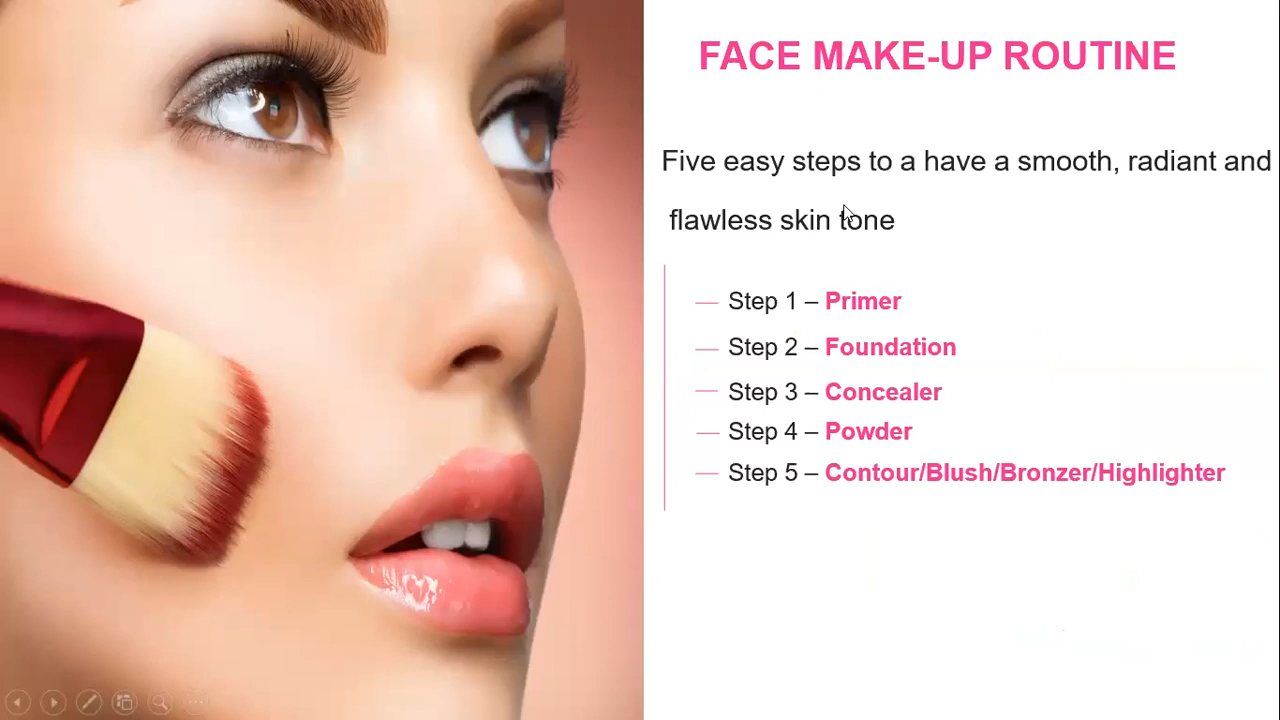 FACE MAKE-UP ROUTINE
Five easy steps to a have a smooth, radiant and
flawless skin tone
Step 1 – Primer
Step 2 – Foundation
Step 3 – Concealer
Step 4 – Powder
Step 5 – Contour/Blush/Bronzer/Highlighter